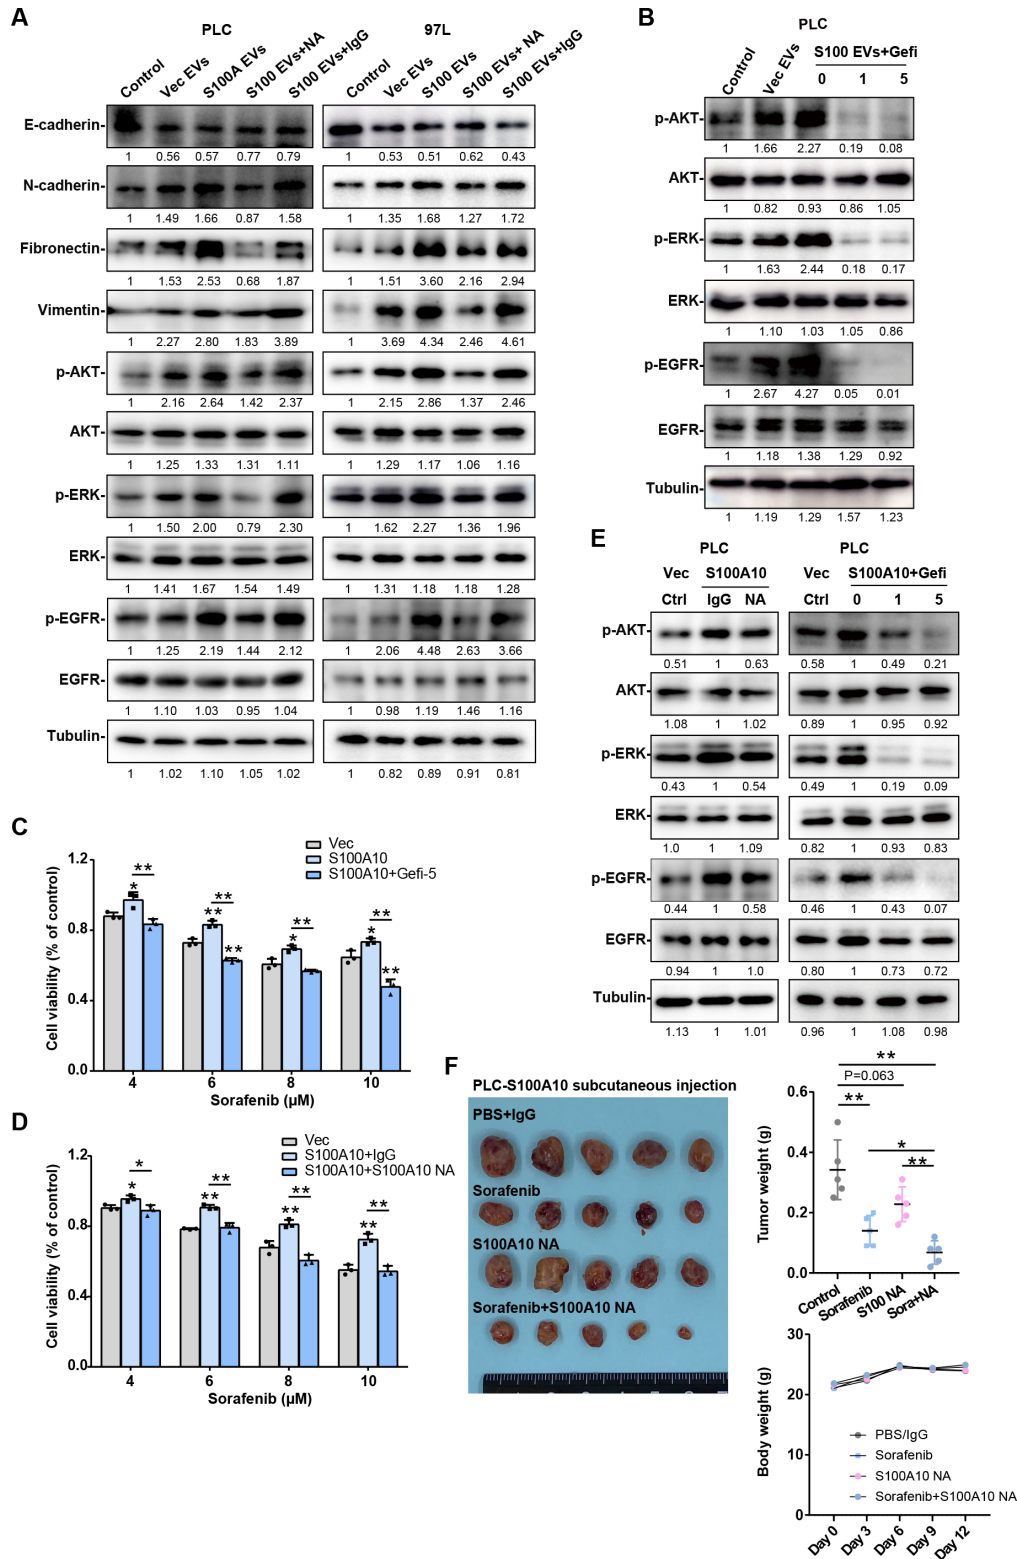 A
PLC
97L
Control
Vec EVs
S100A EVs
S100 EVs+NA
S100 EVs+IgG
Control
Vec EVs
S100 EVs
S100 EVs+ NA
S100 EVs+IgG
E-cadherin-
1 0.56 0.57 0.77 0.79 1 0.53 0.51 0.62 0.43
N-cadherin-
1 1.49 1.66 0.87 1.58 1 1.35 1.68 1.27 1.72
Fibronectin-
1 1.53 2.53 0.68 1.87 1 1.51 3.60 2.16 2.94
Vimentin-
1 2.27 2.80 1.83 3.89 1 3.69 4.34 2.46 4.61
p-AKT-
1 2.16 2.64 1.42 2.37 1 2.15 2.86 1.37 2.46
AKT-
1 1.25 1.33 1.31 1.11 1 1.29 1.17 1.06 1.16
p-ERK-
1 1.50 2.00 0.79 2.30 1 1.62 2.27 1.36 1.96
ERK-
1 1.41 1.67 1.54 1.49 1 1.31 1.18 1.18 1.28
p-EGFR-
1 1.25 2.19 1.44 2.12 1 2.06 4.48 2.63 3.66
EGFR-
1 1.10 1.03 0.95 1.04 1 0.98 1.19 1.46 1.16
Tubulin-
1 1.02 1.10 1.05 1.02 1 0.82 0.89 0.91 0.81
B
PLC
Control
Vec EVs
S100 EVs+Gefi
0 1 5
p-AKT-
1 1.66 2.27 0.19 0.08
AKT-
1 0.82 0.93 0.86 1.05
p-ERK-
1 1.63 2.44 0.18 0.17
ERK-
1 1.10 1.03 1.05 0.86
p-EGFR-
1 2.67 4.27 0.05 0.01
EGFR-
1 1.18 1.38 1.29 0.92
Tubulin-
1 1.19 1.29 1.57 1.23
C
Vec
S100A10
S100A10+Gefi-5
Cell viability (% of control)
1.2
0.8
0.4
0.0
* ** ** ** ** * ** * ** **
4 6 8 10
Sorafenib (μM)
D
Vec
S100A10+IgG
S100A10+S100A10 NA
Cell viability (% of control)
1.2
0.8
0.4
0.0
* * ** ** ** ** ** **
4 6 8 10
Sorafenib (μM)
E
PLC PLC
Vec S100A10 Vec S100A10+Gefi
Ctrl IgG NA Ctrl 0 1 5
p-AKT-
0.51 1 0.63 0.58 1 0.49 0.21
AKT-
1.08 1 1.02 0.89 1 0.95 0.92
p-ERK-
0.43 1 0.54 0.49 1 0.19 0.09
ERK-
1.0 1 1.09 0.82 1 0.93 0.83
p-EGFR-
0.44 1 0.58 0.46 1 0.43 0.07
EGFR-
0.94 1 1.0 0.80 1 0.73 0.72
Tubulin-
1.13 1 1.01 0.96 1 1.08 0.98
F
PLC-S100A10 subcutaneous injection
PBS+IgG
Sorafenib
S100A10 NA
Sorafenib+S100A10 NA
**
P=0.063
**
*
**
Tumor weight (g)
0.6
0.4
0.2
0.0
Control
Sorafenib
S100 NA
Sora+NA
Body weight (g)
30
20
10
0
PBS/IgG
Sorafenib
S100A10 NA
Sorafenib+S100A10 NA
Day 0
Day 3
Day 6
Day 9
Day 12